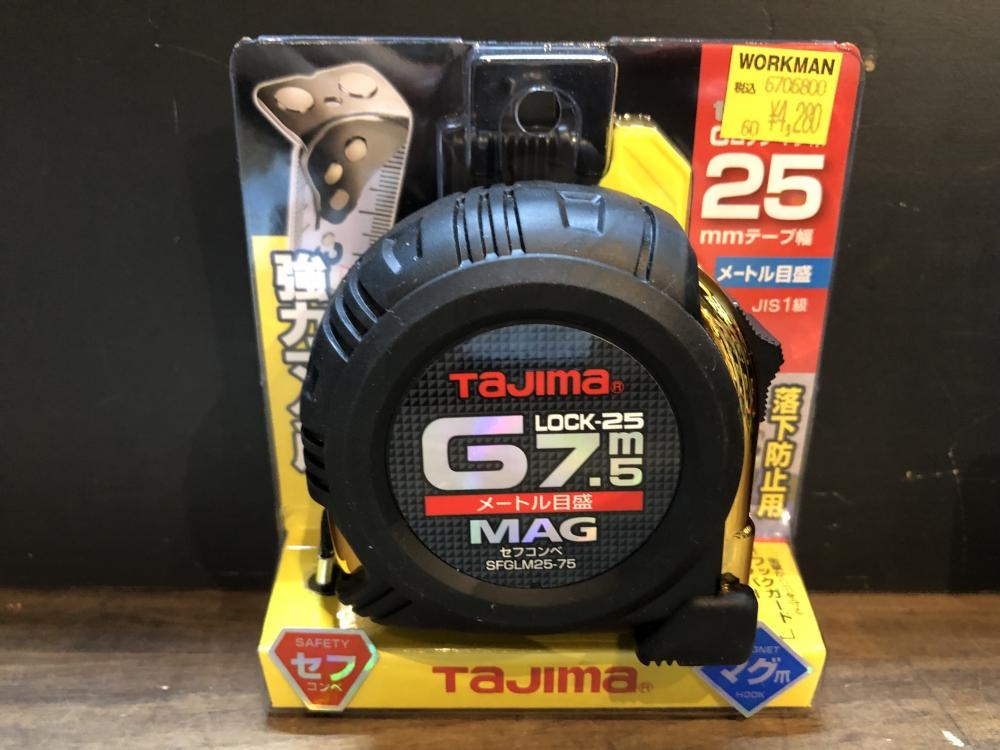 WORKMAN
税込 6706800
60 ¥4,280
25
mmテープ幅
メートル目盛
JIS1級
強力
落下防止用
TAJIMA®
LOCK-25
G7.5m
メートル目盛
MAG
セフコンベ
SFGLM25-75
SAFETY
セフ
コンベ
TAJIMA®
マグ爪
HOOK